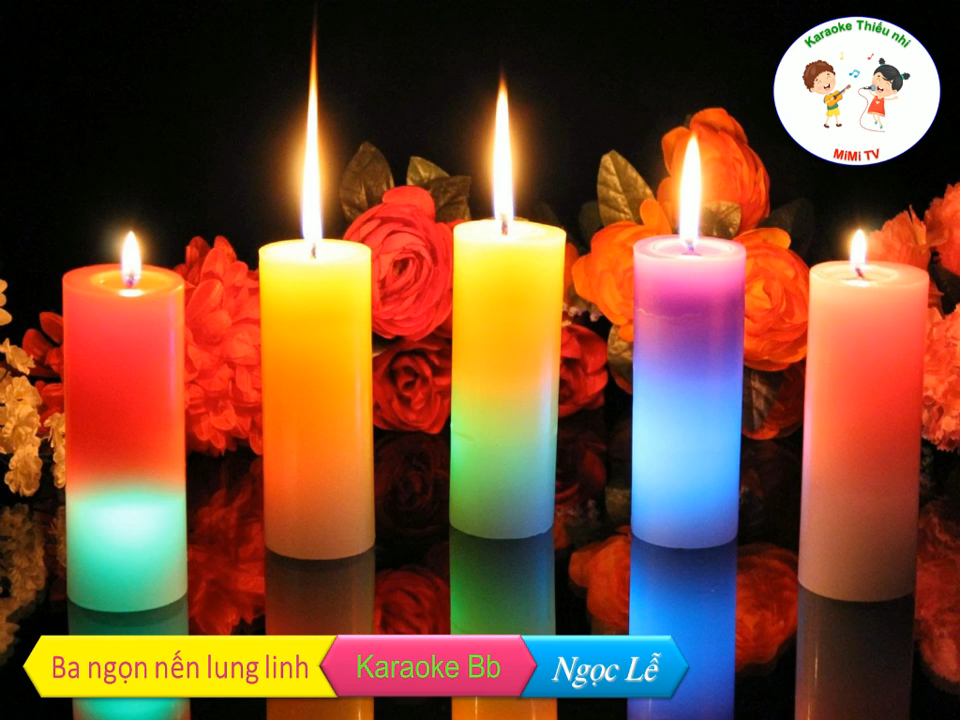 Karaoke Thiếu nhi
MiMi TV
Ba ngọn nến lung linh
Karaoke Bb
Ngọc Lễ